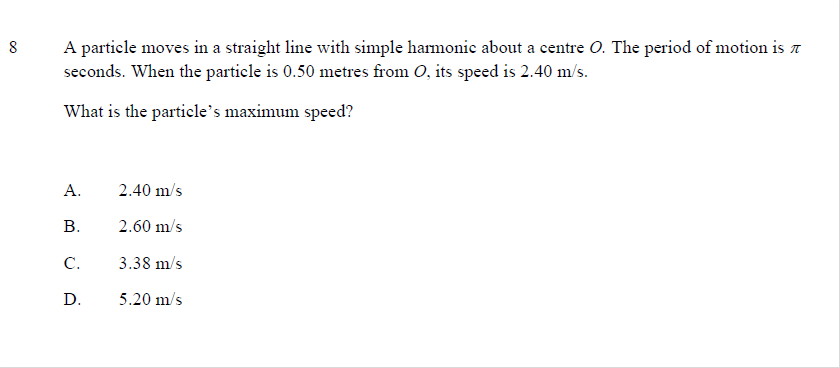 8 A particle moves in a straight line with simple harmonic about a centre O. The period of motion is π
seconds. When the particle is 0.50 metres from O, its speed is 2.40 m/s.
What is the particle's maximum speed?
A. 2.40 m/s
B. 2.60 m/s
C. 3.38 m/s
D. 5.20 m/s